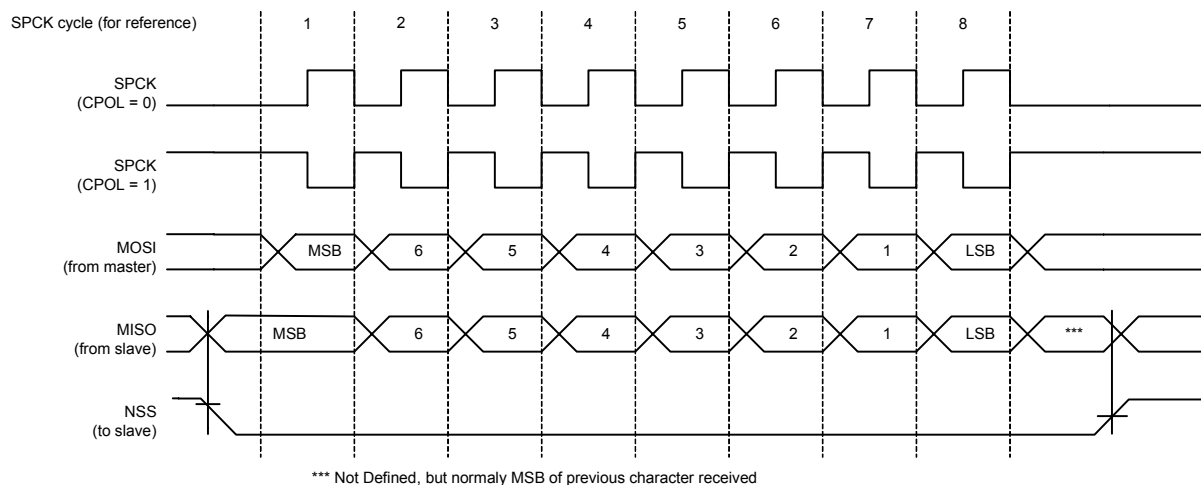 SPCK cycle (for reference) 1 2 3 4 5 6 7 8
SPCK
(CPOL = 0)
SPCK
(CPOL = 1)
MOSI
(from master)
MSB 6 5 4 3 2 1 LSB
MISO
(from slave)
MSB 6 5 4 3 2 1 LSB ***
NSS
(to slave)
*** Not Defined, but normaly MSB of previous character received